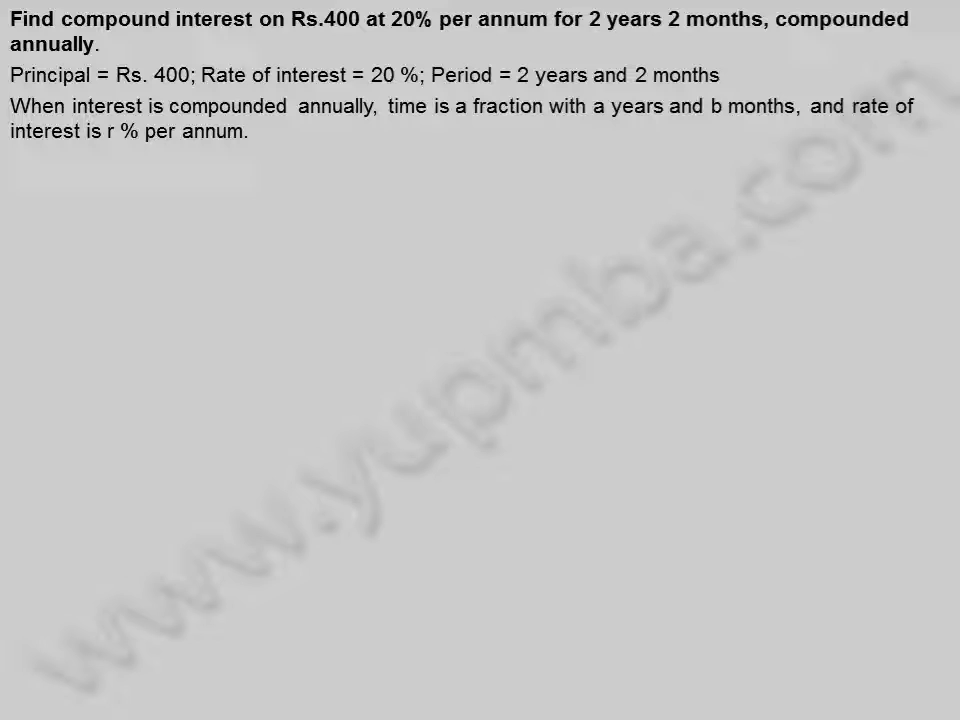 Find compound interest on Rs.400 at 20% per annum for 2 years 2 months, compounded
annually.
Principal = Rs. 400; Rate of interest = 20 %; Period = 2 years and 2 months
When interest is compounded annually, time is a fraction with a years and b months, and rate of
interest is r % per annum.
www.yupmba.com